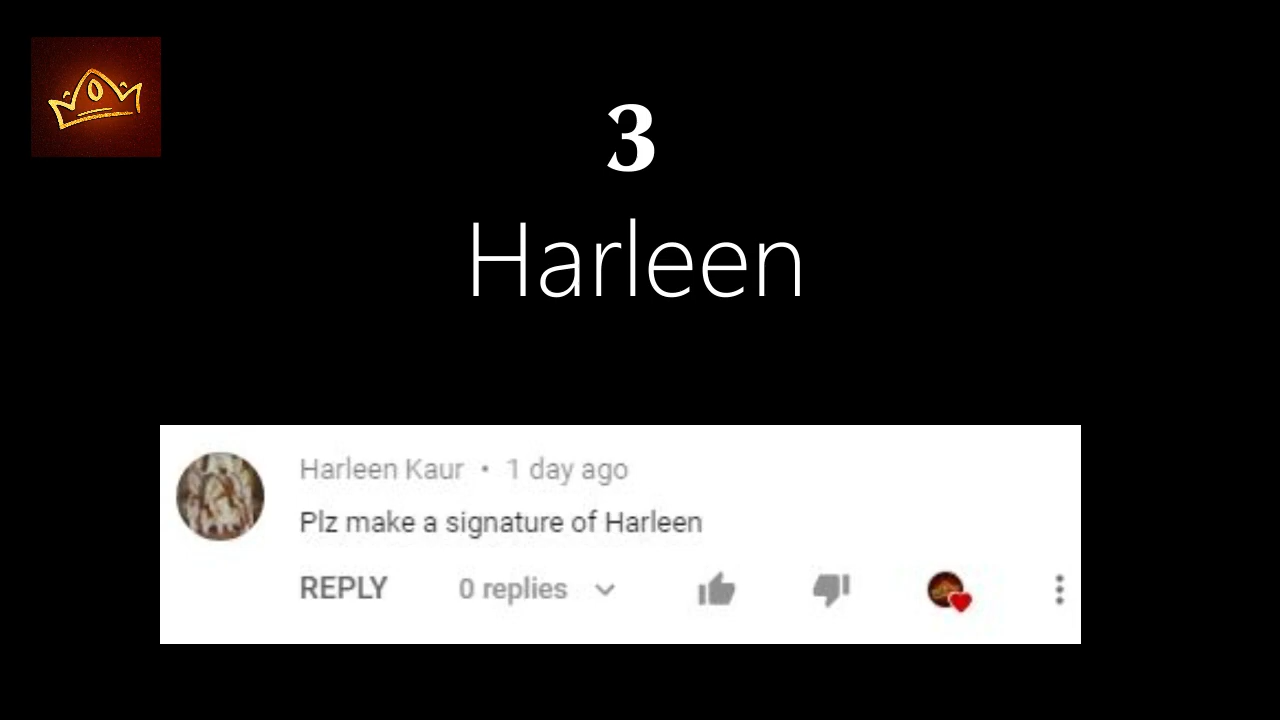 3
Harleen
Harleen Kaur • 1 day ago
Plz make a signature of Harleen
REPLY 0 replies